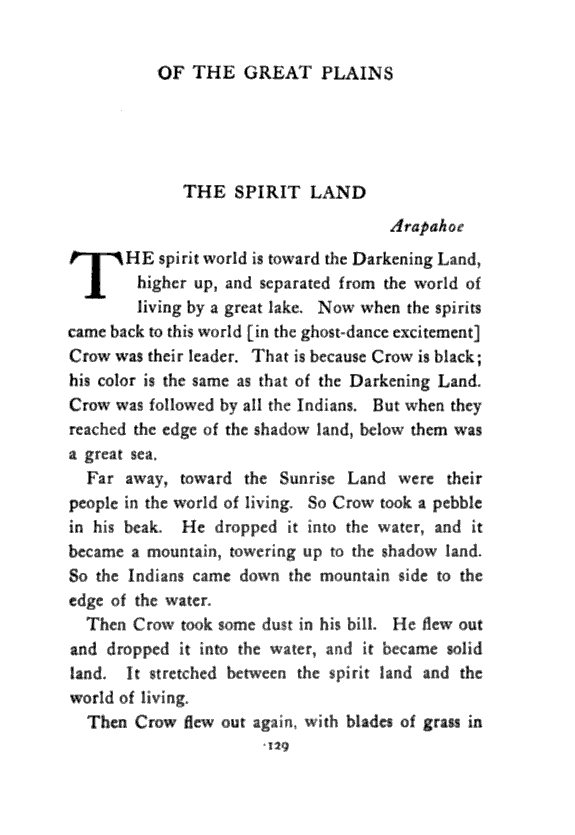 OF THE GREAT PLAINS
THE SPIRIT LAND
Arapahoe
THE spirit world is toward the Darkening Land,
higher up, and separated from the world of
living by a great lake. Now when the spirits
came back to this world [in the ghost-dance excitement]
Crow was their leader. That is because Crow is black;
his color is the same as that of the Darkening Land.
Crow was followed by all the Indians. But when they
reached the edge of the shadow land, below them was
a great sea.
Far away, toward the Sunrise Land were their
people in the world of living. So Crow took a pebble
in his beak. He dropped it into the water, and it
became a mountain, towering up to the shadow land.
So the Indians came down the mountain side to the
edge of the water.
Then Crow took some dust in his bill. He flew out
and dropped it into the water, and it became solid
land. It stretched between the spirit land and the
world of living.
Then Crow flew out again, with blades of grass in
129